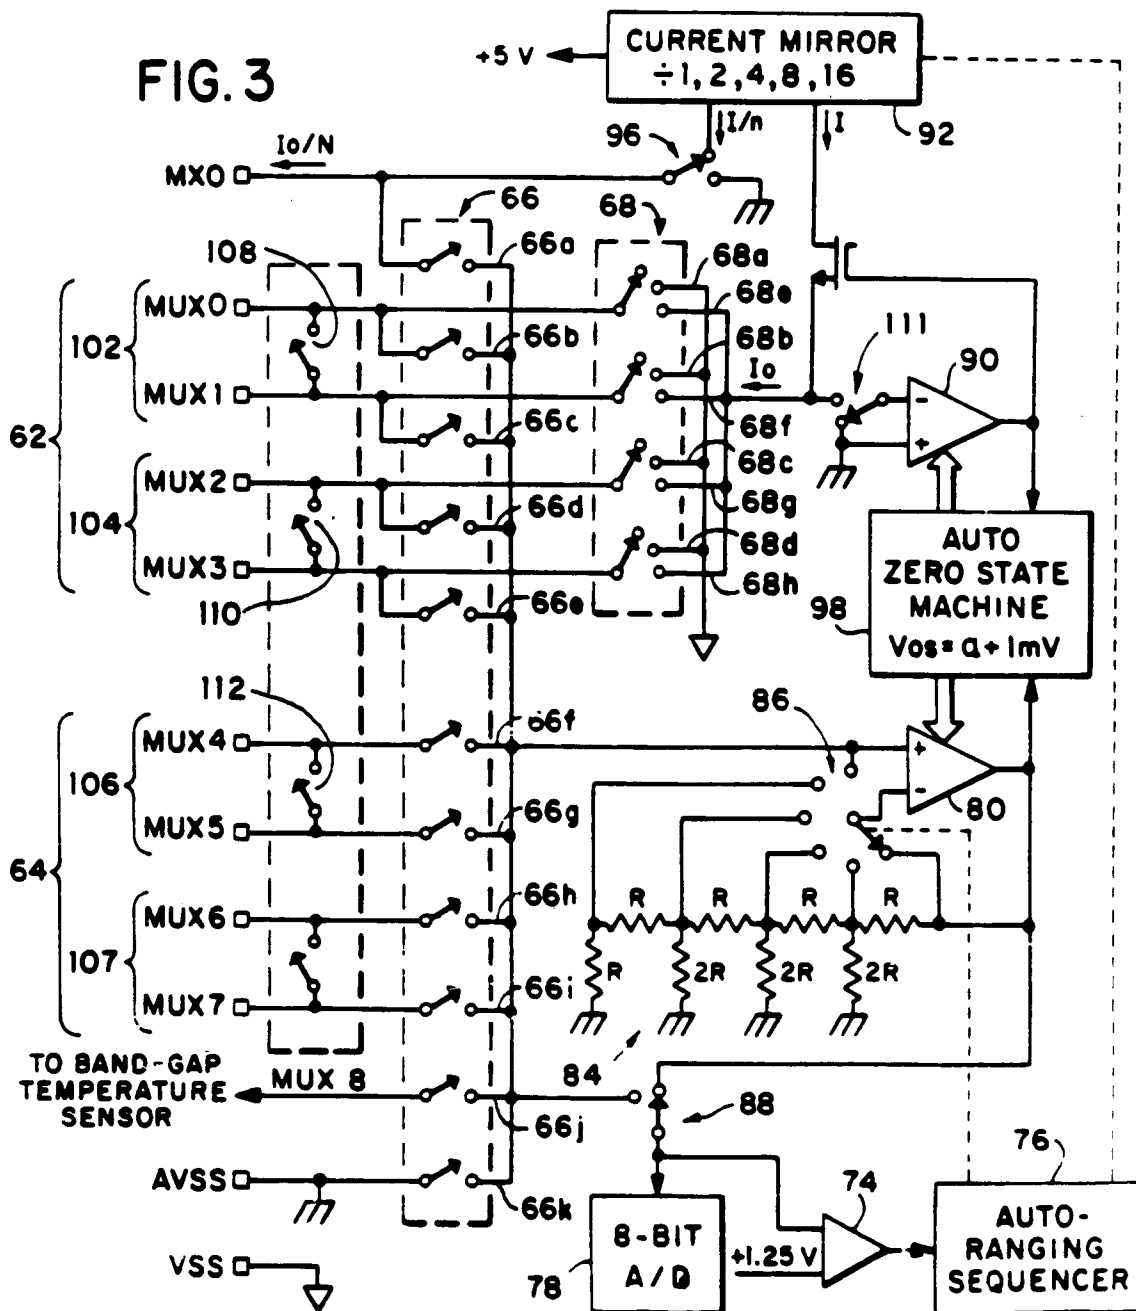 FIG. 3
CURRENT MIRROR
÷1, 2, 4, 8, 16
+5 V
92
I/n
I
96
Io/N
MXO
66
68
66a
68a
108
62
102
MUX0
68e
66b
68b
111
90
Io
MUX1
68f
66c
68c
-
+
104
MUX2
68g
66d
68d
MUX3
68h
110
66e
AUTO
ZERO STATE
MACHINE
Vos = a + 1mV
98
112
66f
86
64
106
MUX4
+
-
80
MUX5
66g
107
MUX6
66h
R
R
R
R
R
2R
2R
2R
MUX7
66i
84
TO BAND-GAP
TEMPERATURE
SENSOR
MUX 8
66j
88
76
AVSS
66k
74
8-BIT
A/D
78
+1.25 V
AUTO-
RANGING
SEQUENCER
VSS